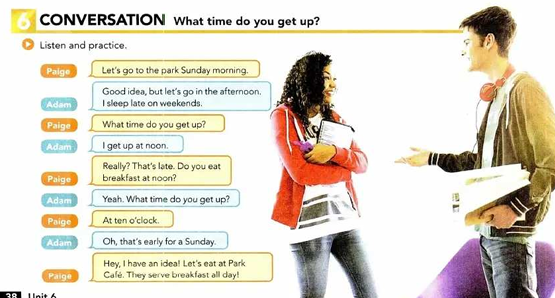 6 CONVERSATION What time do you get up?
Listen and practice.
Paige Let's go to the park Sunday morning.
Adam Good idea, but let's go in the afternoon.
I sleep late on weekends.
Paige What time do you get up?
Adam I get up at noon.
Paige Really? That's late. Do you eat
breakfast at noon?
Adam Yeah. What time do you get up?
Paige At ten o'clock.
Adam Oh, that's early for a Sunday.
Paige Hey, I have an idea! Let's eat at Park
Café. They serve breakfast all day!
38 Unit 6